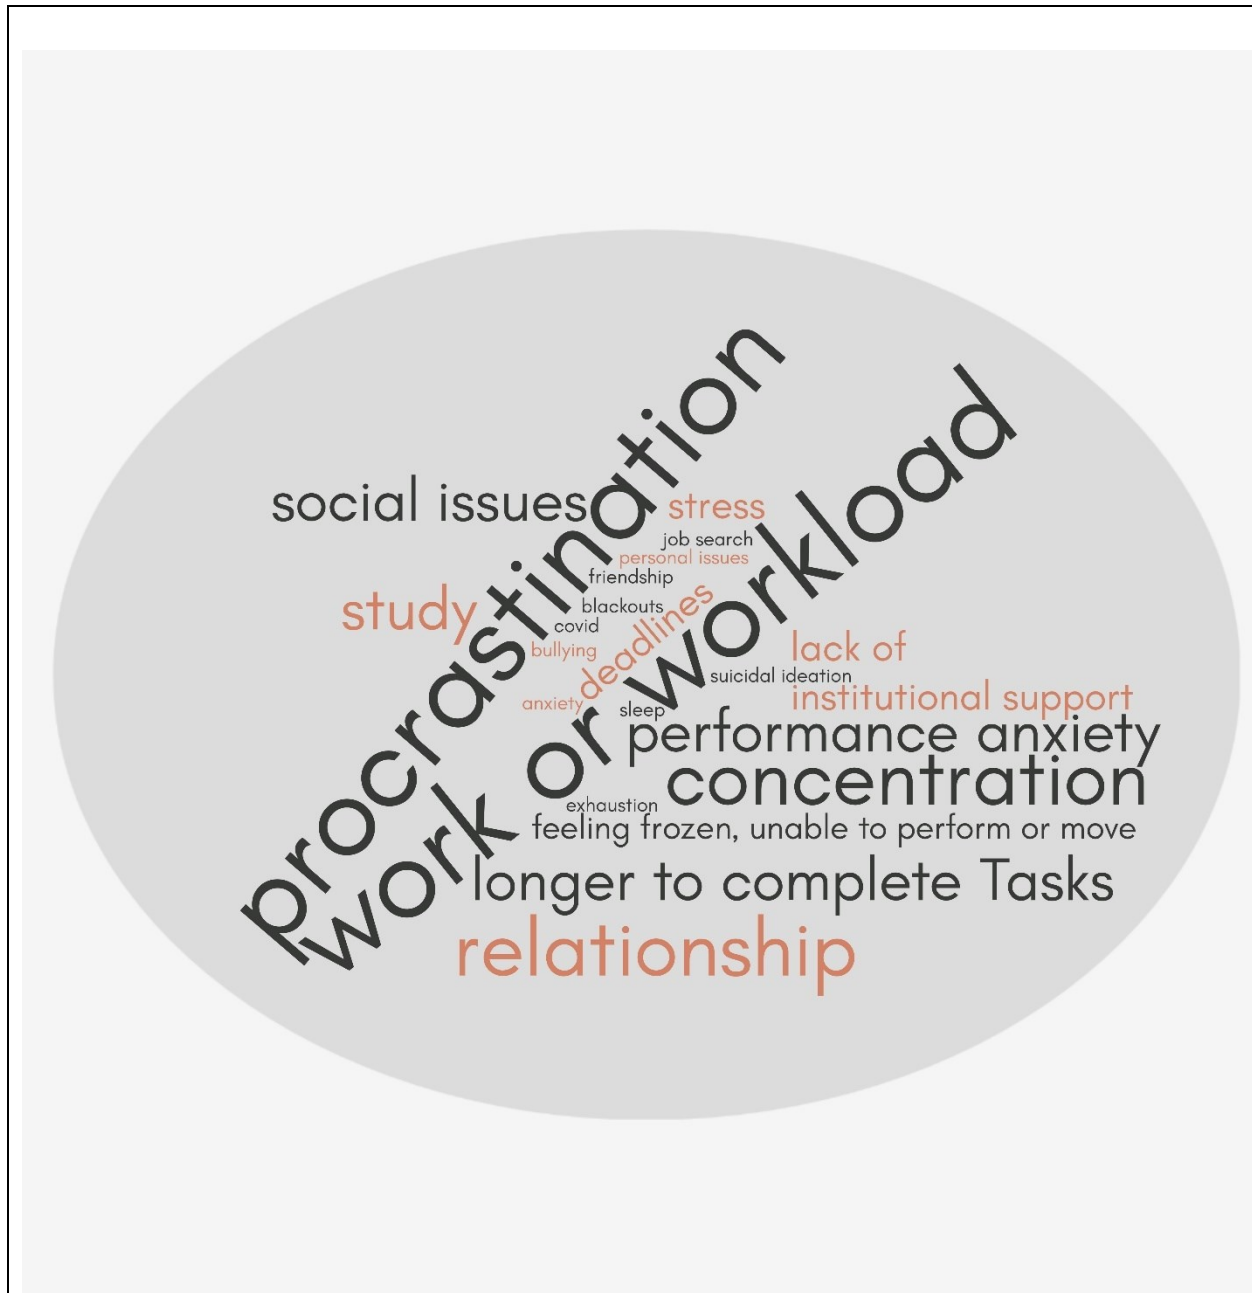 procrastination
work or workload
social issues
stress
job search
personal issues
friendship
study
blackouts
covid
deadlines
bullying
lack of
suicidal ideation
institutional support
anxiety
sleep
performance anxiety
concentration
exhaustion
feeling frozen, unable to perform or move
longer to complete Tasks
relationship